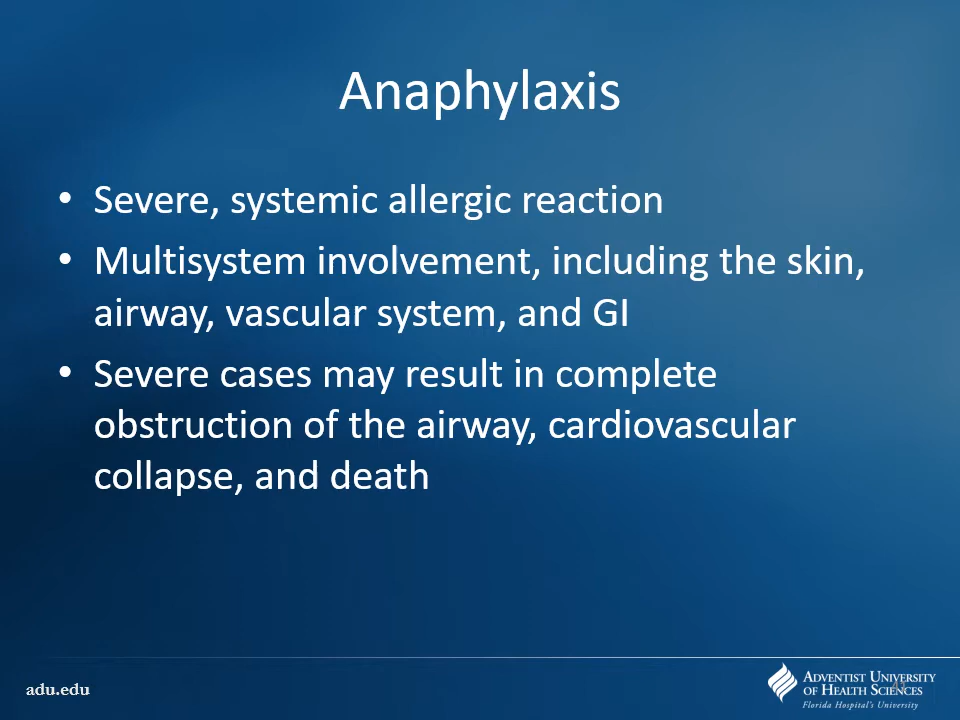 Anaphylaxis
• Severe, systemic allergic reaction
• Multisystem involvement, including the skin,
airway, vascular system, and GI
• Severe cases may result in complete
obstruction of the airway, cardiovascular
collapse, and death
adu.edu
ADVENTIST UNIVERSITY
OF HEALTH SCIENCES
Florida Hospital's University